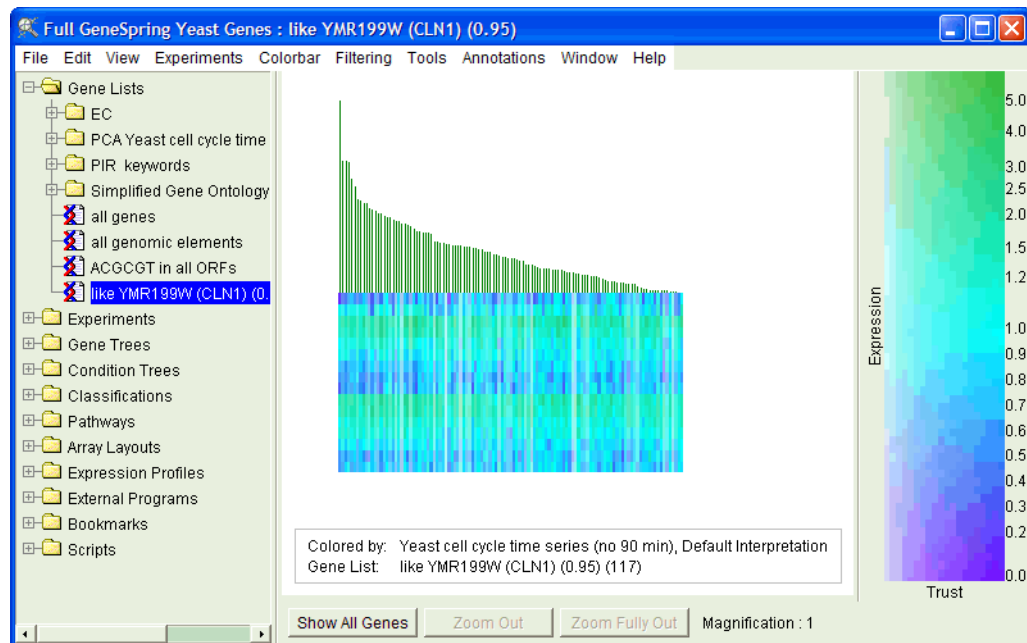 Full GeneSpring Yeast Genes : like YMR199W (CLN1) (0.95)
File Edit View Experiments Colorbar Filtering Tools Annotations Window Help
Gene Lists
EC
PCA Yeast cell cycle time
PIR keywords
Simplified Gene Ontology
all genes
all genomic elements
ACGCGT in all ORFs
like YMR199W (CLN1) (0.
Experiments
Gene Trees
Condition Trees
Classifications
Pathways
Array Layouts
Expression Profiles
External Programs
Bookmarks
Scripts
Colored by: Yeast cell cycle time series (no 90 min), Default Interpretation
Gene List: like YMR199W (CLN1) (0.95) (117)
Show All Genes Zoom Out Zoom Fully Out Magnification : 1
Expression
5.0
4.0
3.0
2.5
2.0
1.5
1.2
1.0
0.9
0.8
0.7
0.6
0.5
0.4
0.3
0.2
0.0
Trust